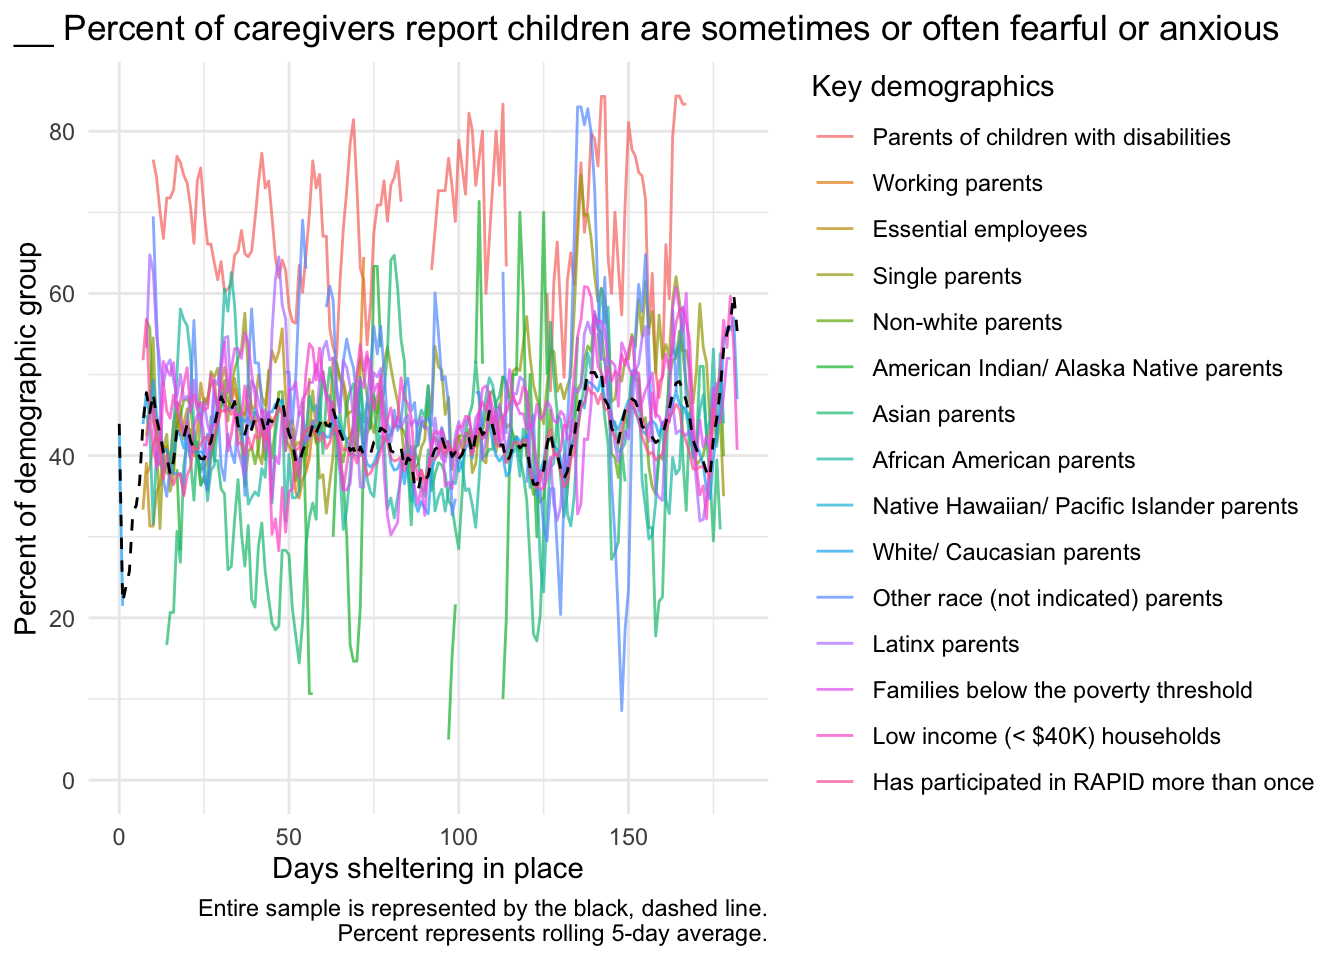 __ Percent of caregivers report children are sometimes or often fearful or anxious
Percent of demographic group
80
60
40
20
0
0 50 100 150
Days sheltering in place
Entire sample is represented by the black, dashed line.
Percent represents rolling 5-day average.
Key demographics
Parents of children with disabilities
Working parents
Essential employees
Single parents
Non-white parents
American Indian/ Alaska Native parents
Asian parents
African American parents
Native Hawaiian/ Pacific Islander parents
White/ Caucasian parents
Other race (not indicated) parents
Latinx parents
Families below the poverty threshold
Low income (< $40K) households
Has participated in RAPID more than once